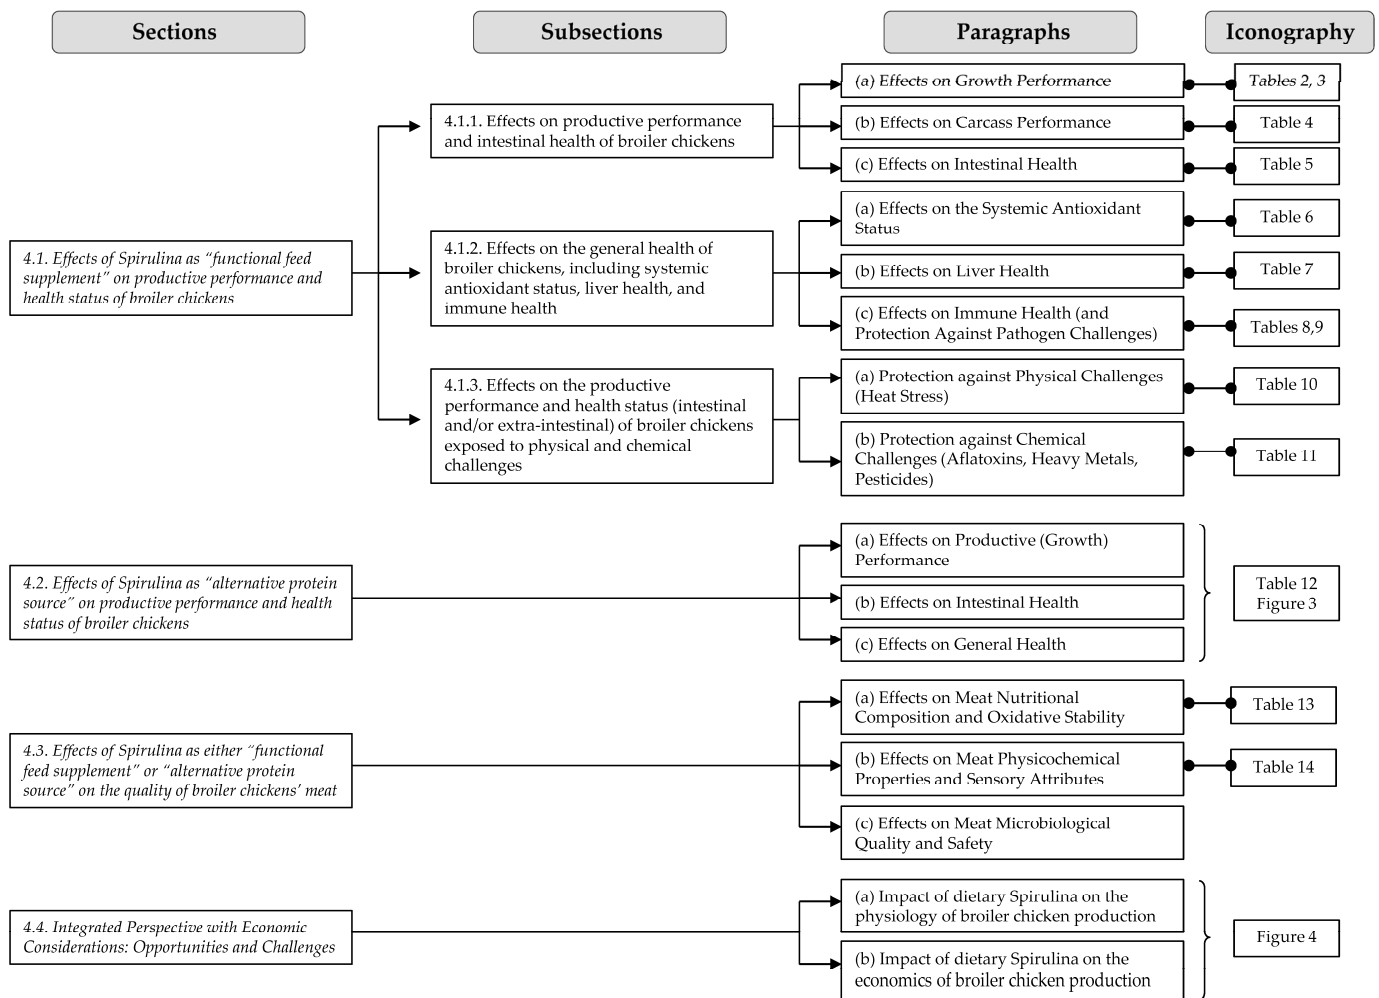 Sections
Subsections
Paragraphs
Iconography
4.1. Effects of Spirulina as “functional feed
supplement” on productive performance and
health status of broiler chickens
4.1.1. Effects on productive performance
and intestinal health of broiler chickens
(a) Effects on Growth Performance
Tables 2, 3
(b) Effects on Carcass Performance
Table 4
(c) Effects on Intestinal Health
Table 5
4.1.2. Effects on the general health of
broiler chickens, including systemic
antioxidant status, liver health, and
immune health
(a) Effects on the Systemic Antioxidant
Status
Table 6
(b) Effects on Liver Health
Table 7
(c) Effects on Immune Health (and
Protection Against Pathogen Challenges)
Tables 8,9
4.1.3. Effects on the productive
performance and health status (intestinal
and/or extra-intestinal) of broiler chickens
exposed to physical and chemical
challenges
(a) Protection against Physical Challenges
(Heat Stress)
Table 10
(b) Protection against Chemical
Challenges (Aflatoxins, Heavy Metals,
Pesticides)
Table 11
4.2. Effects of Spirulina as “alternative protein
source” on productive performance and health
status of broiler chickens
(a) Effects on Productive (Growth)
Performance
(b) Effects on Intestinal Health
(c) Effects on General Health
Table 12
Figure 3
4.3. Effects of Spirulina as either “functional
feed supplement” or “alternative protein
source” on the quality of broiler chickens’ meat
(a) Effects on Meat Nutritional
Composition and Oxidative Stability
Table 13
(b) Effects on Meat Physicochemical
Properties and Sensory Attributes
Table 14
(c) Effects on Meat Microbiological
Quality and Safety
4.4. Integrated Perspective with Economic
Considerations: Opportunities and Challenges
(a) Impact of dietary Spirulina on the
physiology of broiler chicken production
(b) Impact of dietary Spirulina on the
economics of broiler chicken production
Figure 4